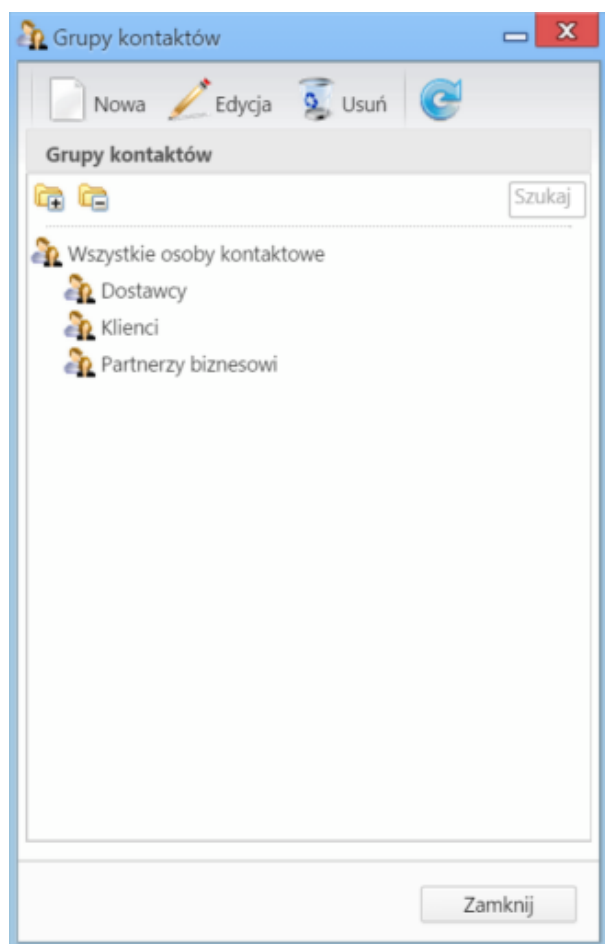 Grupy kontaktów
Nowa Edycja Usuń
Grupy kontaktów
Szukaj
Wszystkie osoby kontaktowe
Dostawcy
Klienci
Partnerzy biznesowi
Zamknij